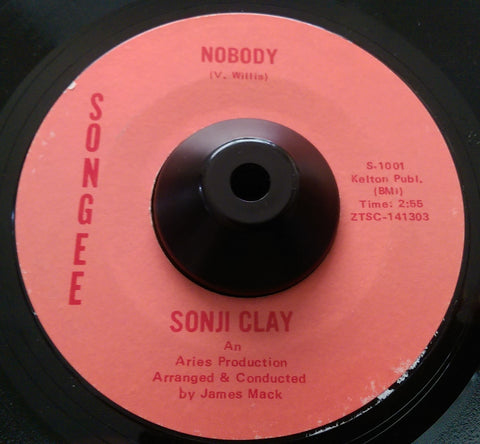 NOBODY
(V. Willis)
SONGEE
S-1001
Kelton Publ.
(BMI)
Time: 2:55
ZTSC-141303
SONJI CLAY
An
Aries Production
Arranged & Conducted
by James Mack